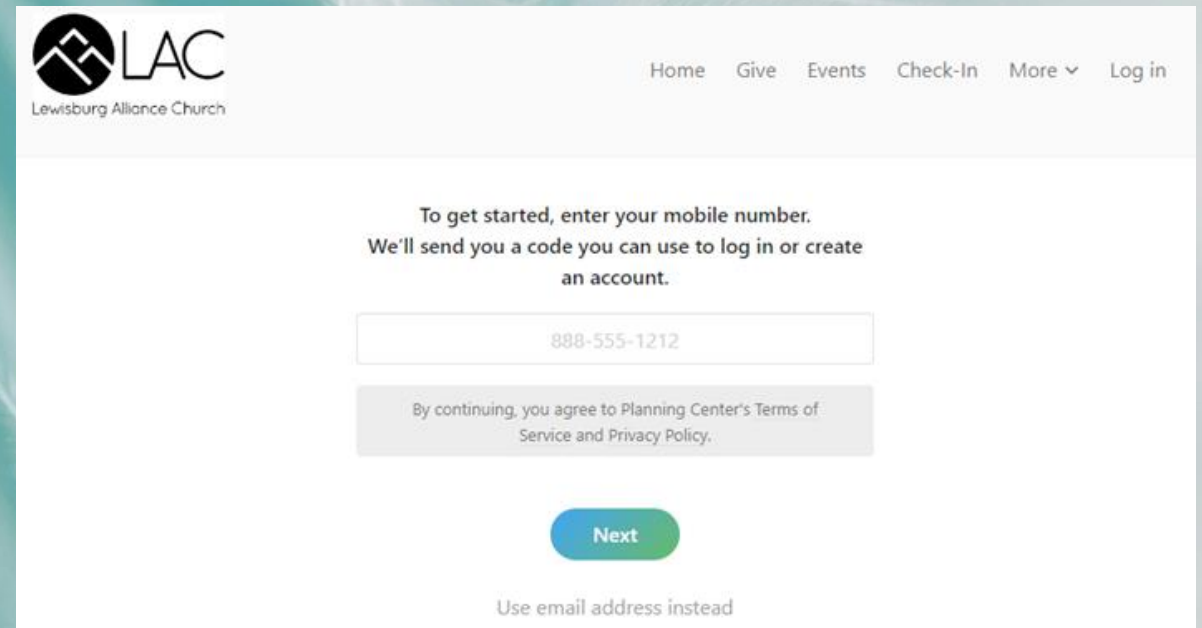 LAC
Lewisburg Alliance Church
Home Give Events Check-In More Log in
To get started, enter your mobile number.
We'll send you a code you can use to log in or create
an account.
888-555-1212
By continuing, you agree to Planning Center's Terms of
Service and Privacy Policy.
Next
Use email address instead